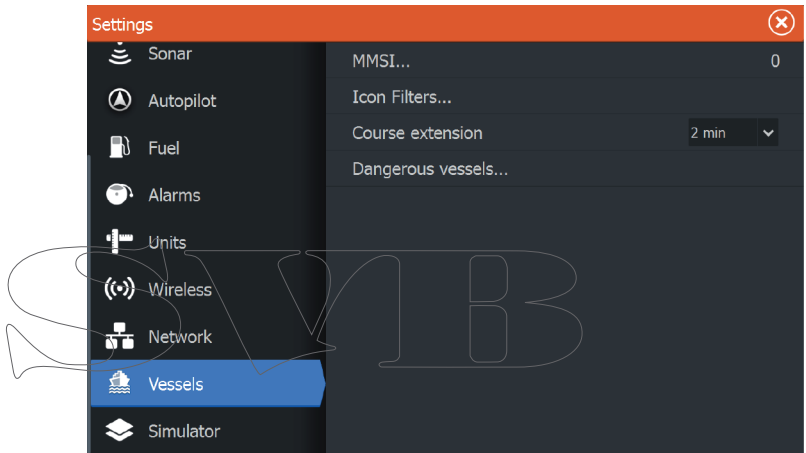 Settings
Sonar
Autopilot
Fuel
Alarms
Units
Wireless
Network
Vessels
Simulator
MMSI... 0
Icon Filters...
Course extension 2 min
Dangerous vessels...
SVB